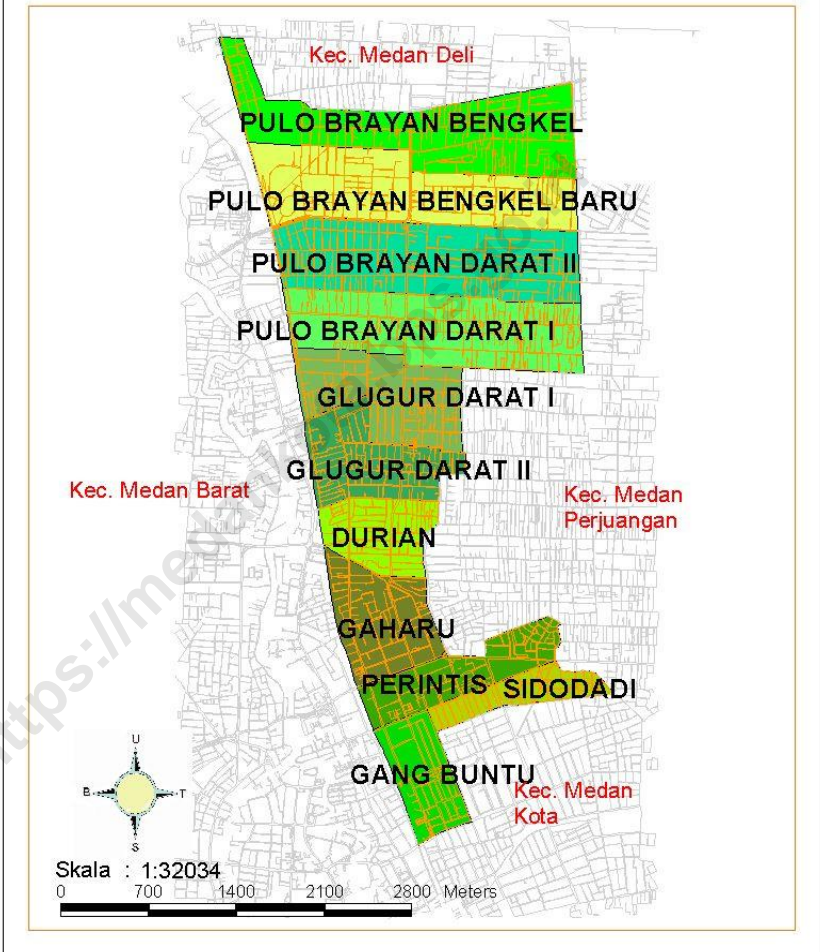 Kec. Medan Deli
PULO BRAYAN BENGKEL
PULO BRAYAN BENGKEL BARU
PULO BRAYAN DARAT II
PULO BRAYAN DARAT I
GLUGUR DARAT I
GLUGUR DARAT II
Kec. Medan Barat
Kec. Medan
Perjuangan
DURIAN
GAHARU
PERINTIS
SIDODADI
GANG BUNTU
Kec. Medan
Kota
U
B
T
S
Skala : 1:32034
0 700 1400 2100 2800 Meters